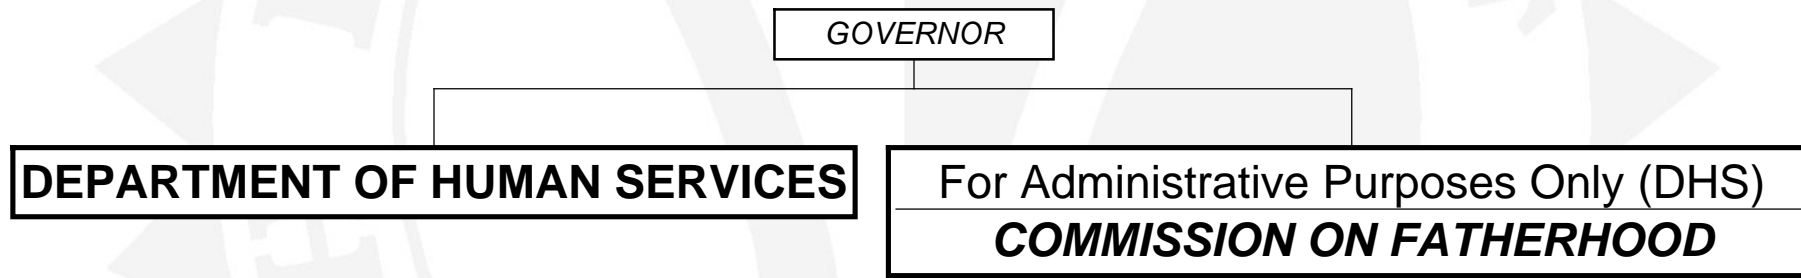 GOVERNOR
DEPARTMENT OF HUMAN SERVICES
For Administrative Purposes Only (DHS)
COMMISSION ON FATHERHOOD